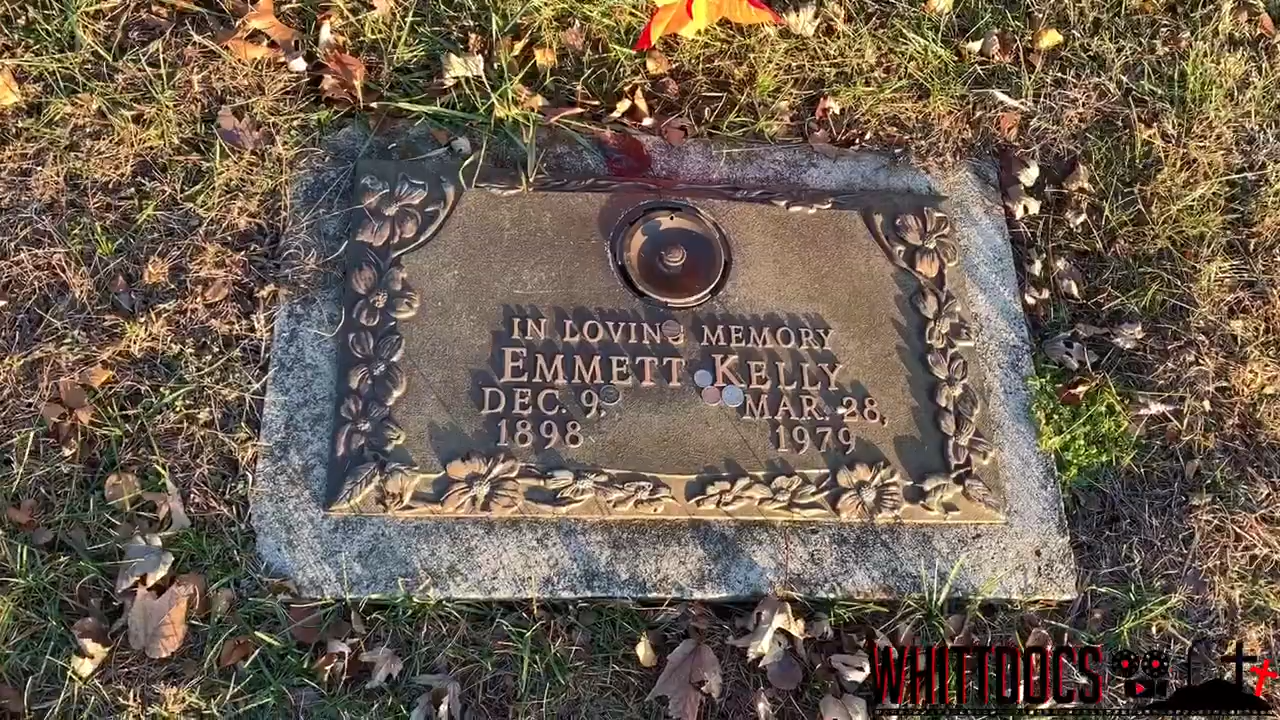 IN LOVING MEMORY
EMMETT KELLY
DEC. 9, MAR. 28,
1898 1979
WHITTDOCS